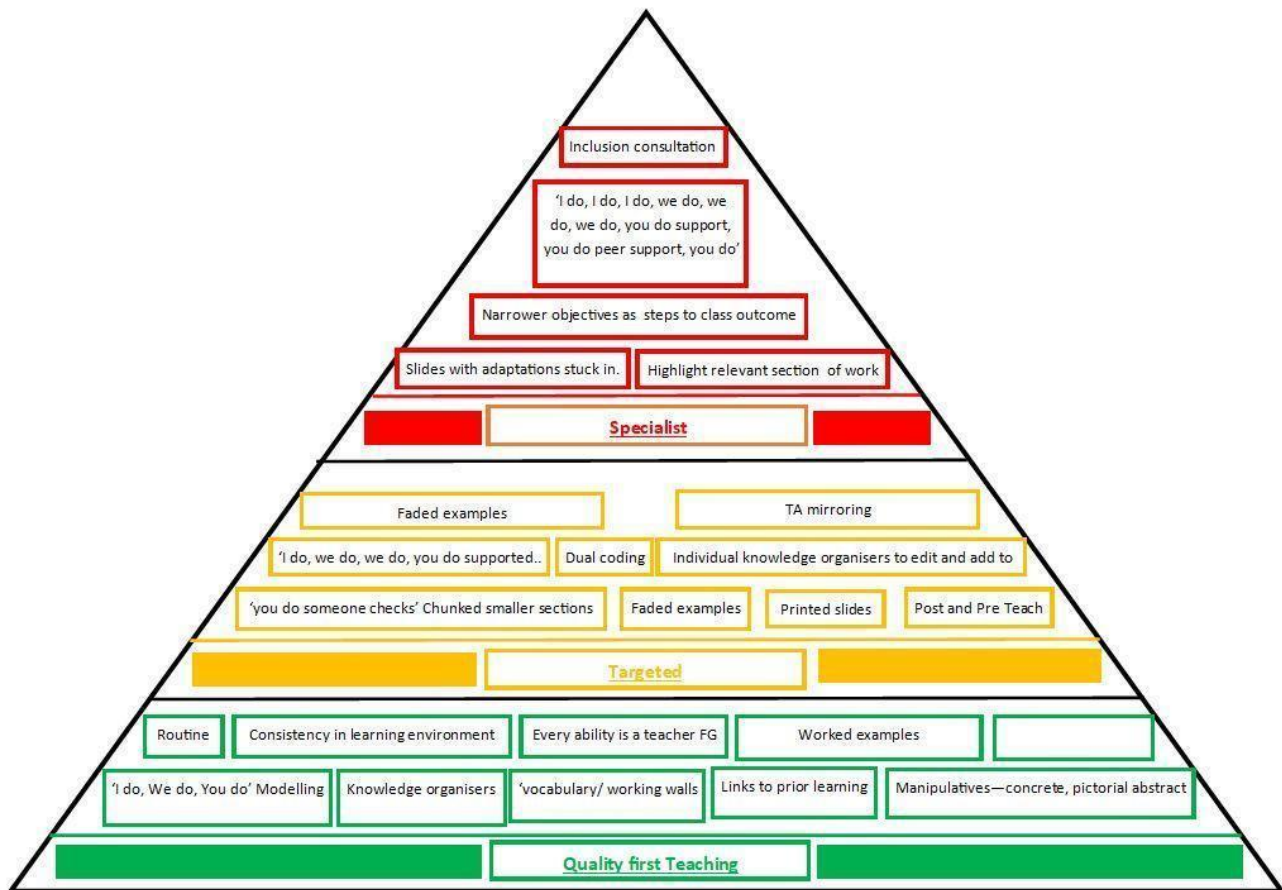 Inclusion consultation
‘I do, I do, I do, we do, we
do, we do, you do support,
you do peer support, you do’
Narrower objectives as steps to class outcome
Slides with adaptations stuck in.
Highlight relevant section of work
Specialist
Faded examples
TA mirroring
‘I do, we do, we do, you do supported..
Dual coding
Individual knowledge organisers to edit and add to
‘you do someone checks’ Chunked smaller sections
Faded examples
Printed slides
Post and Pre Teach
Targeted
Routine
Consistency in learning environment
Every ability is a teacher FG
Worked examples
‘I do, We do, You do’ Modelling
Knowledge organisers
‘vocabulary/ working walls
Links to prior learning
Manipulatives—concrete, pictorial abstract
Quality first Teaching